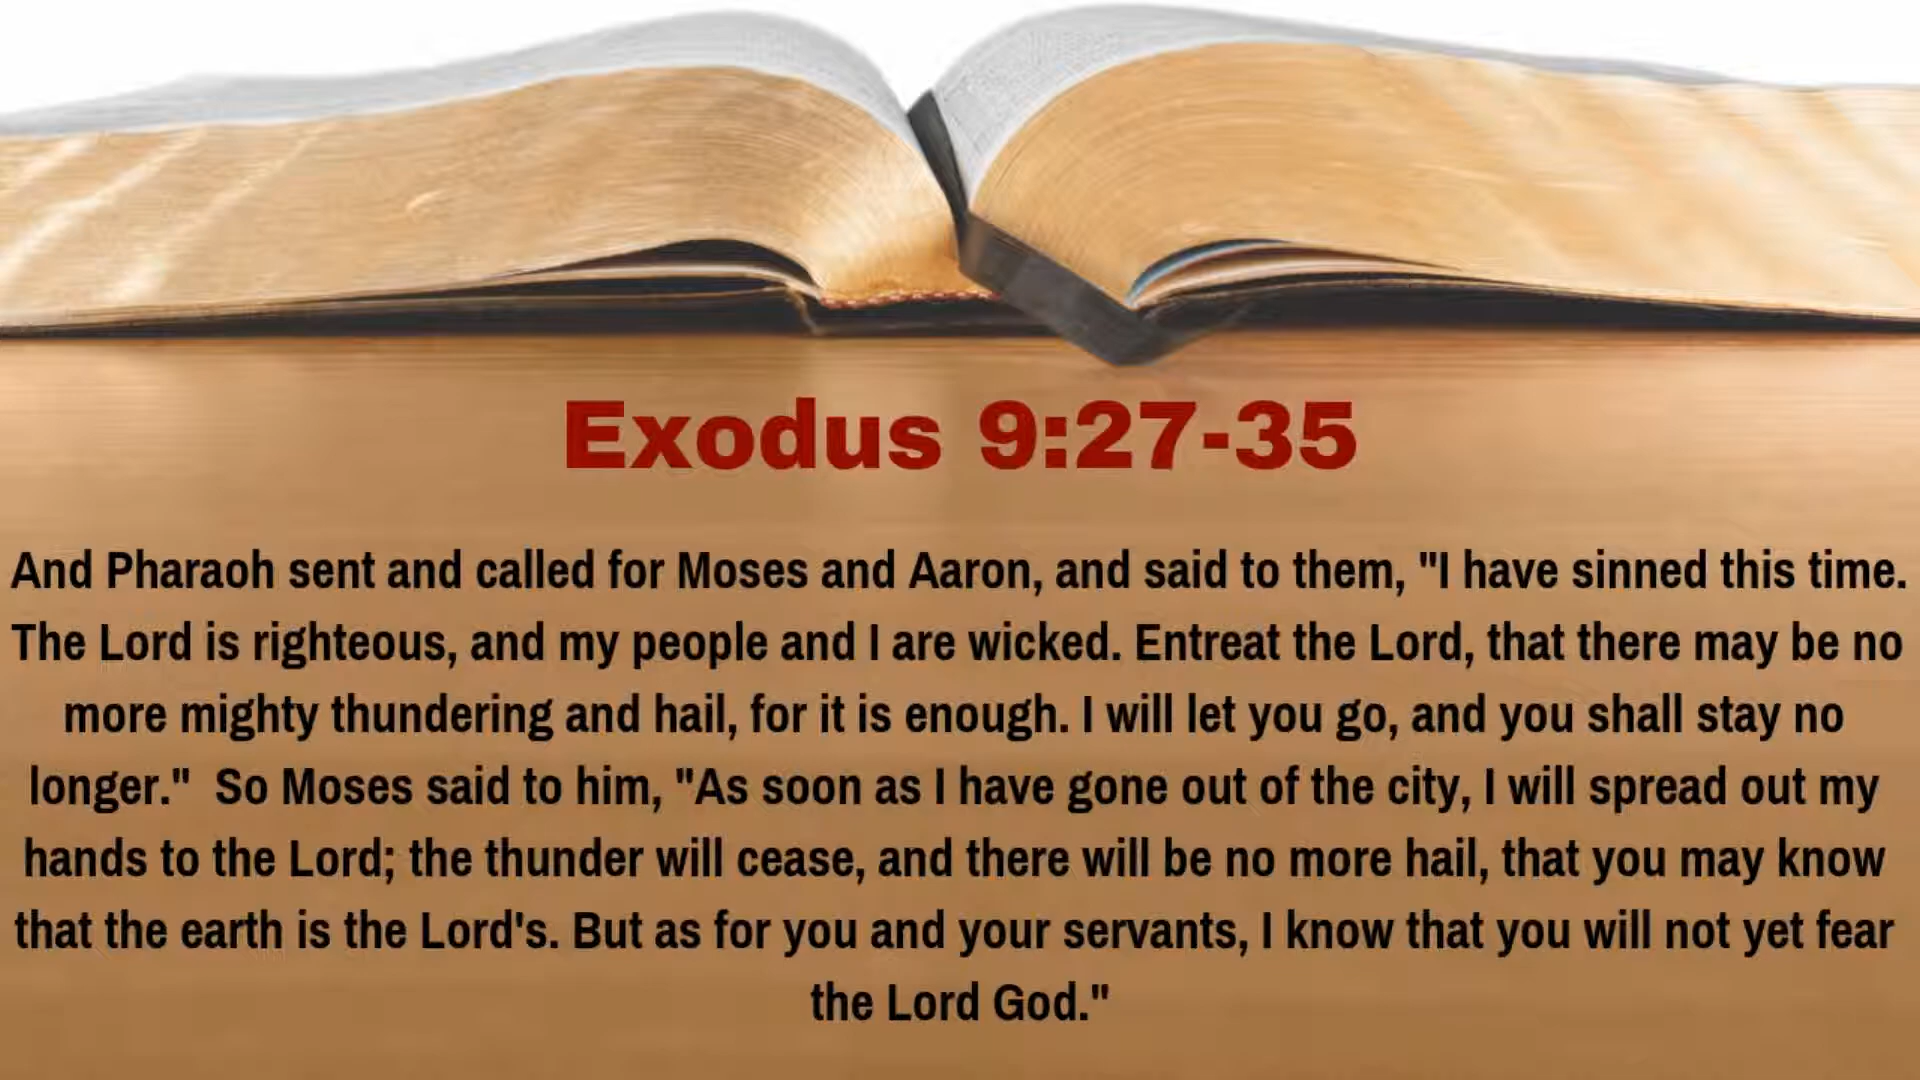 Exodus 9:27-35
And Pharaoh sent and called for Moses and Aaron, and said to them, "I have sinned this time.
The Lord is righteous, and my people and I are wicked. Entreat the Lord, that there may be no
more mighty thundering and hail, for it is enough. I will let you go, and you shall stay no
longer."  So Moses said to him, "As soon as I have gone out of the city, I will spread out my
hands to the Lord; the thunder will cease, and there will be no more hail, that you may know
that the earth is the Lord's. But as for you and your servants, I know that you will not yet fear
the Lord God."